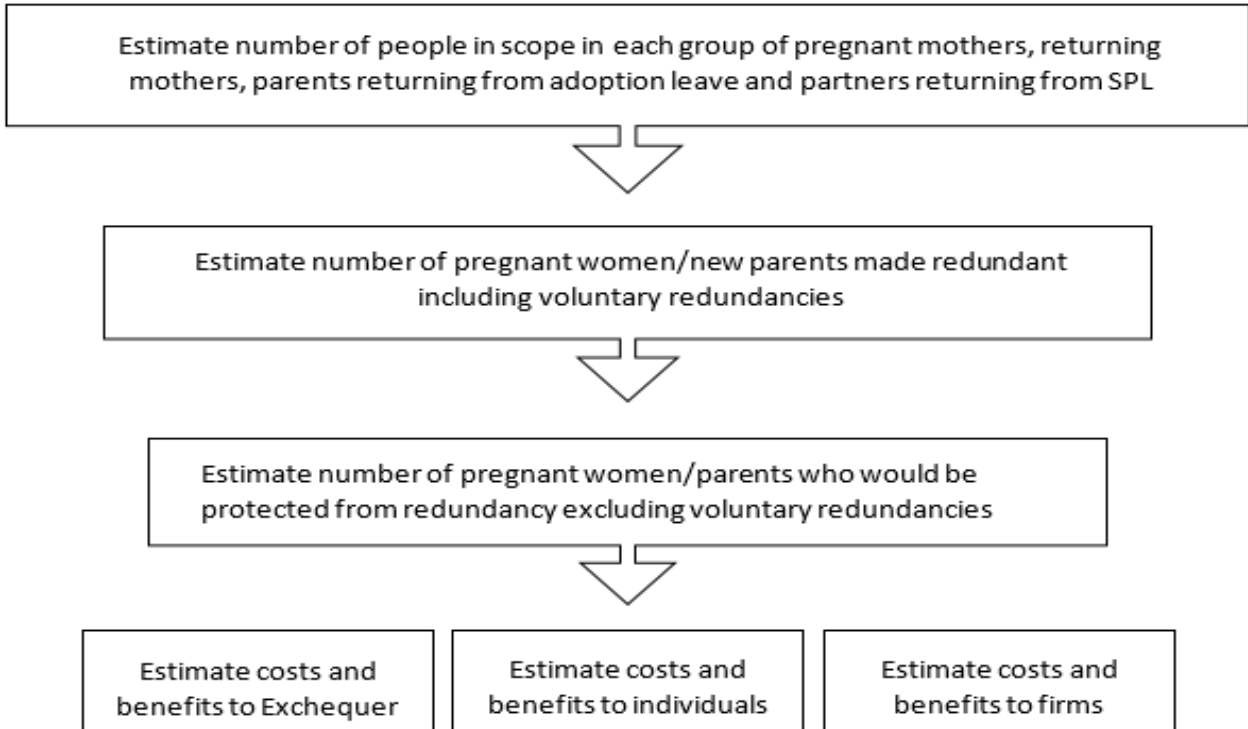 Estimate number of people in scope in each group of pregnant mothers, returning
mothers, parents returning from adoption leave and partners returning from SPL
Estimate number of pregnant women/new parents made redundant
including voluntary redundancies
Estimate number of pregnant women/parents who would be
protected from redundancy excluding voluntary redundancies
Estimate costs and
benefits to Exchequer
Estimate costs and
benefits to individuals
Estimate costs and
benefits to firms